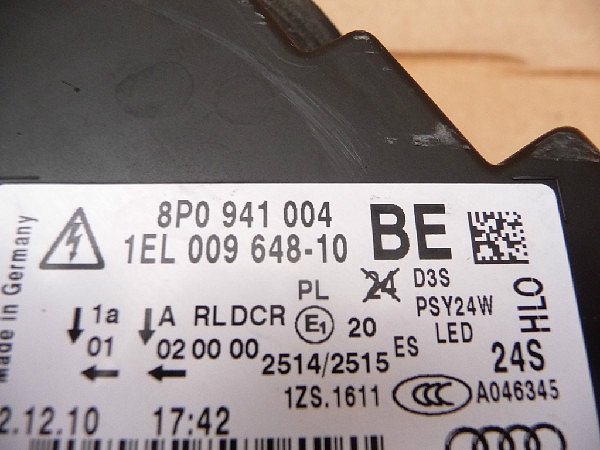 Made in Germany
8P0 941 004 BE
1EL 009 648-10
PL 24 D3S
PSY24W
LED
1a A RLDCR E1 20 ES
01 02 00 00 2514/2515
HLO
24S
1ZS.1611 CCC A046345
2.12.10 17:42